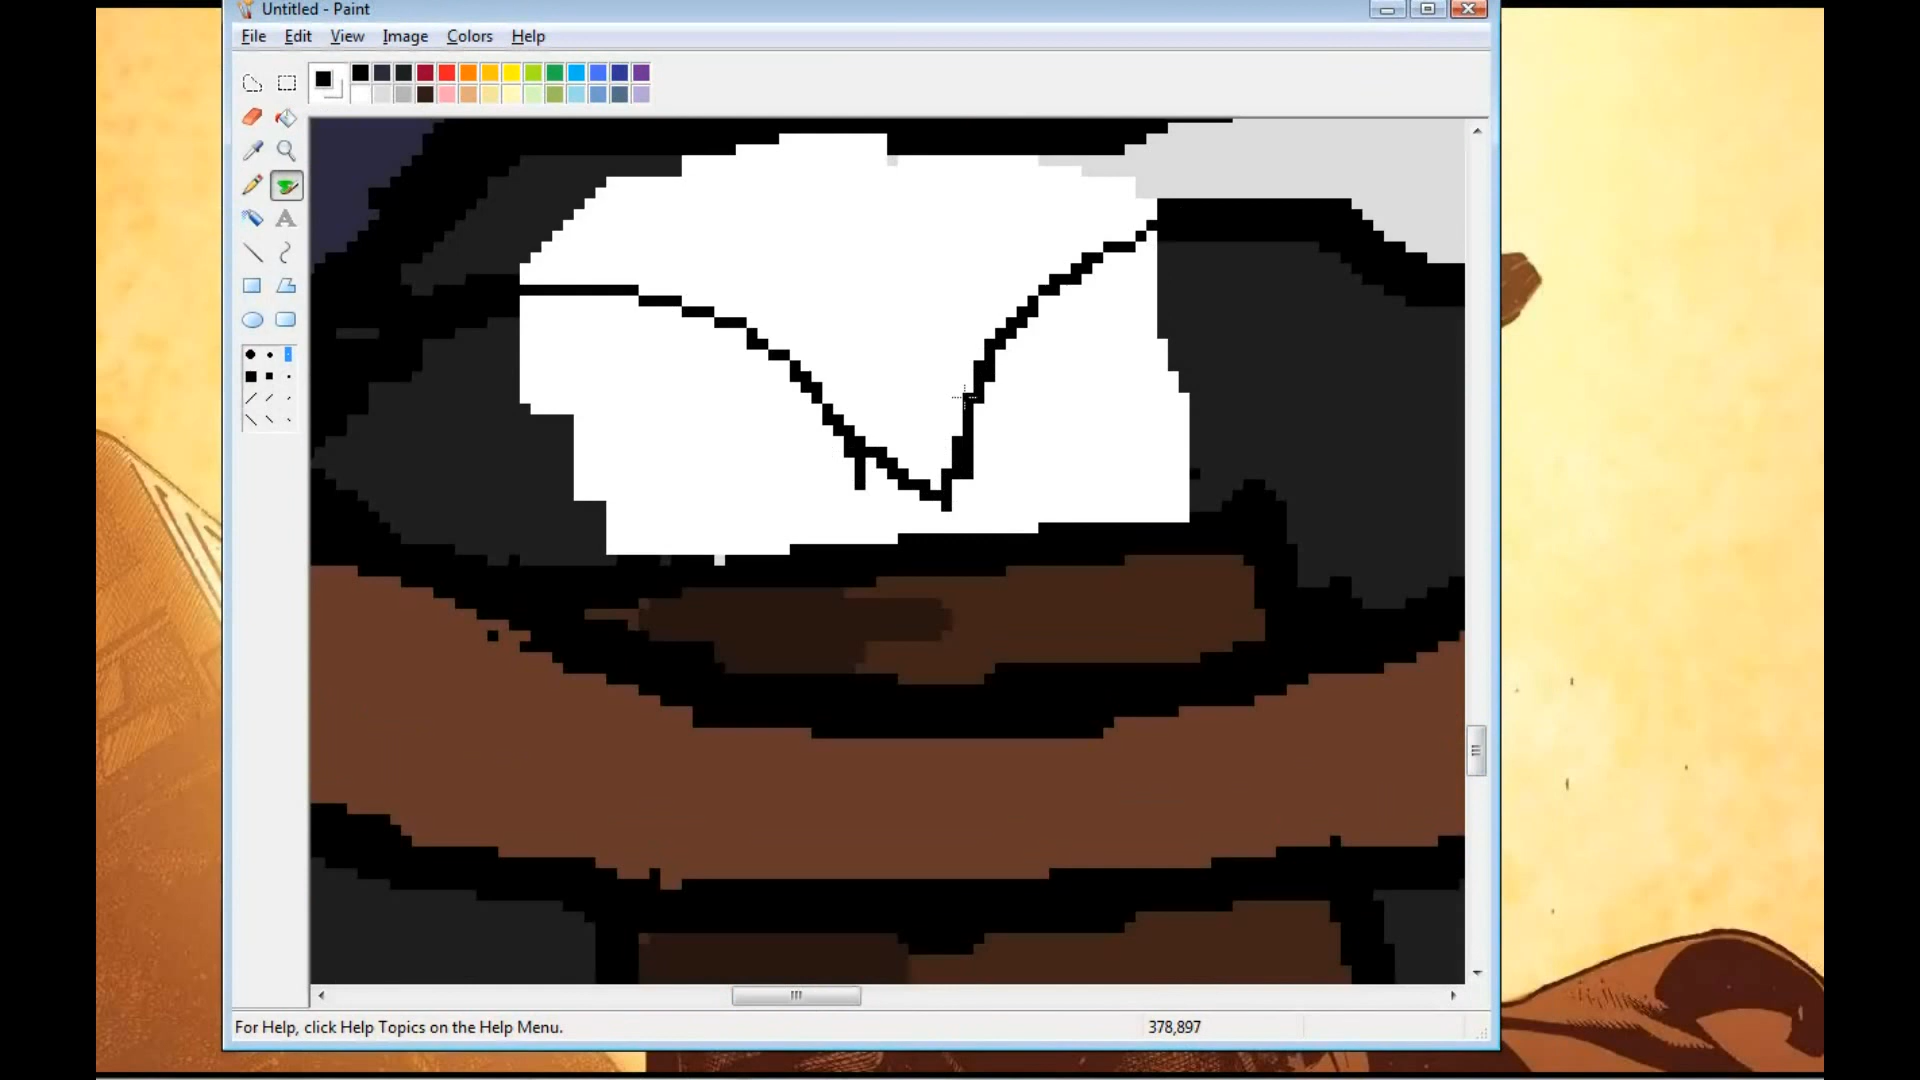 Untitled - Paint
File Edit View Image Colors Help
A
For Help, click Help Topics on the Help Menu.
378,897